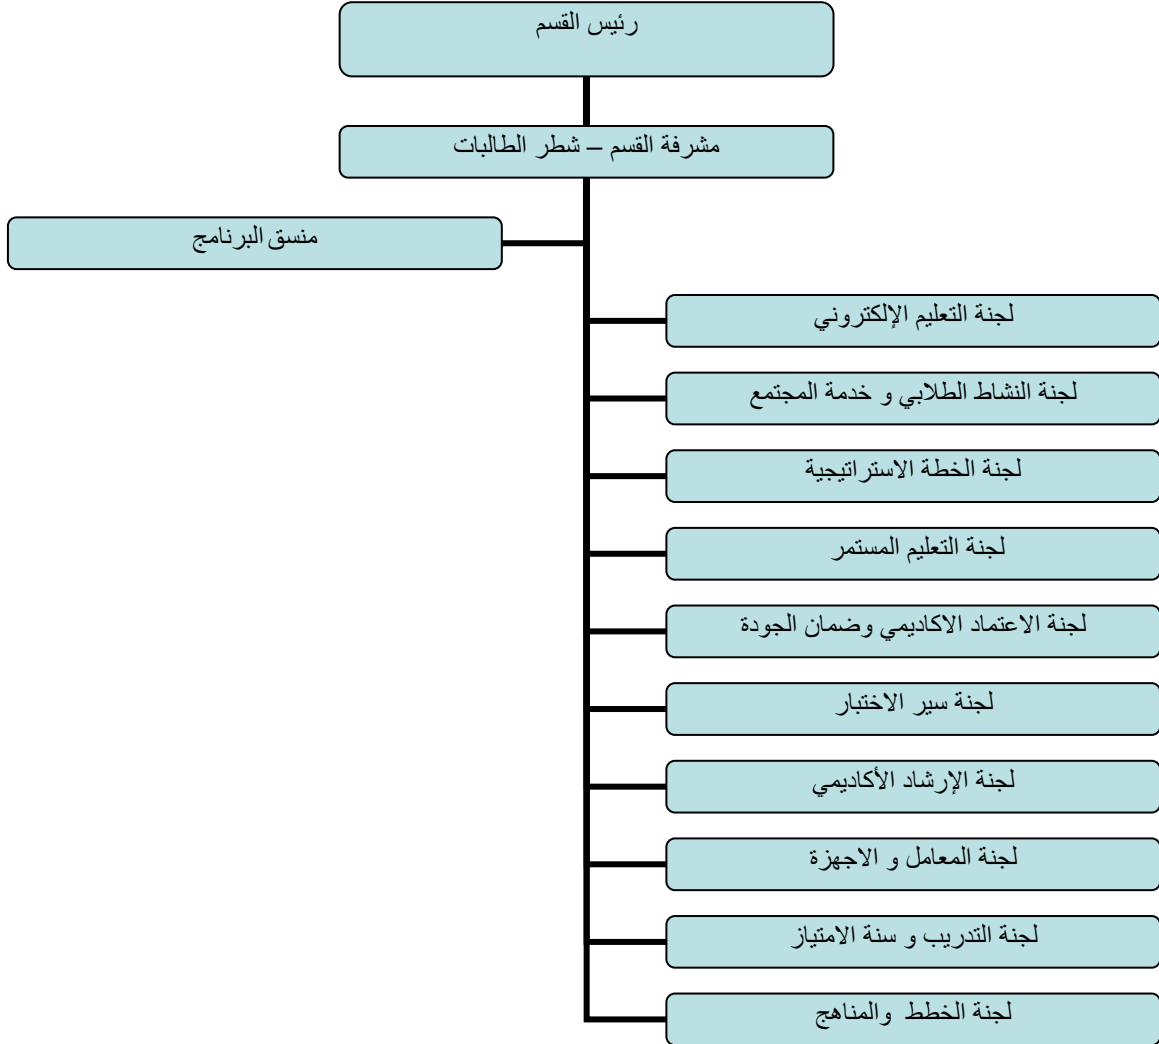 رئيس القسم
مشرفة القسم – شطر الطالبات
منسق البرنامج
لجنة التعليم الإلكتروني
لجنة النشاط الطلابي و خدمة المجتمع
لجنة الخطة الاستراتيجية
لجنة التعليم المستمر
لجنة الاعتماد الاكاديمي وضمان الجودة
لجنة سير الاختبار
لجنة الإرشاد الأكاديمي
لجنة المعامل و الاجهزة
لجنة التدريب و سنة الامتياز
لجنة الخطط والمناهج